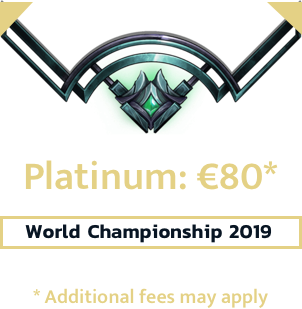 Platinum: €80*
World Championship 2019
* Additional fees may apply